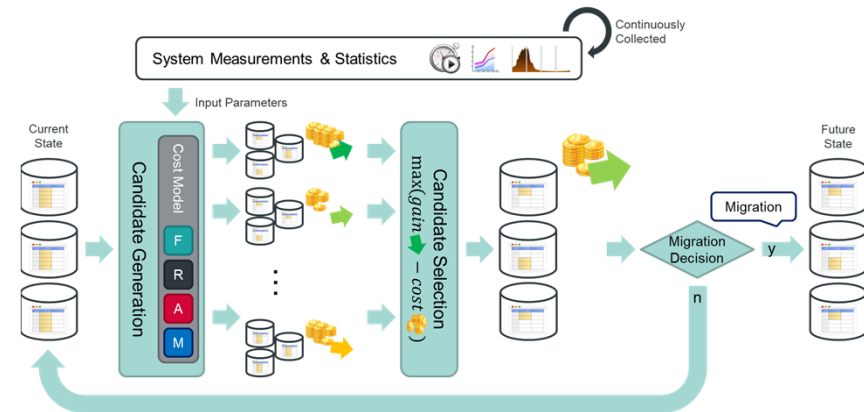 Continuously
Collected
System Measurements & Statistics
Input Parameters
Current
State
Candidate Generation
Cost Model
F
R
A
M
...
Candidate Selection
max(gain - cost )
Migration
Migration
Decision
y
n
Future
State